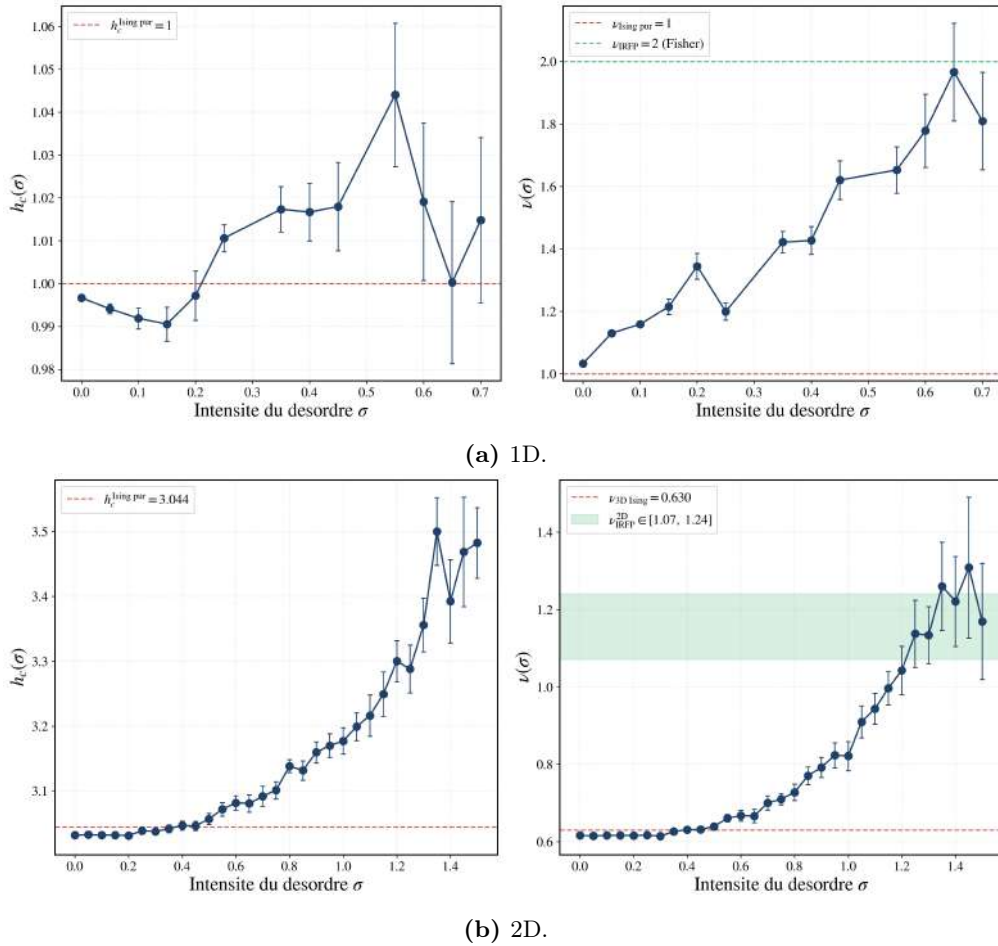 h_c^{Ising pur} = 1
1.06
1.05
1.04
1.03
1.02
1.01
1.00
0.99
0.98
h_c(σ)
0.0 0.1 0.2 0.3 0.4 0.5 0.6 0.7
Intensite du desordre σ
ν_{Ising pur} = 1
ν_{IRFP} = 2 (Fisher)
2.0
1.8
1.6
1.4
1.2
1.0
ν(σ)
0.0 0.1 0.2 0.3 0.4 0.5 0.6 0.7
Intensite du desordre σ
(a) 1D.
h_c^{Ising pur} = 3.044
3.5
3.4
3.3
3.2
3.1
h_c(σ)
0.0 0.2 0.4 0.6 0.8 1.0 1.2 1.4
Intensite du desordre σ
ν_{3D Ising} = 0.630
ν_{IRFP}^{2D} ∈ [1.07, 1.24]
1.4
1.2
1.0
0.8
0.6
ν(σ)
0.0 0.2 0.4 0.6 0.8 1.0 1.2 1.4
Intensite du desordre σ
(b) 2D.